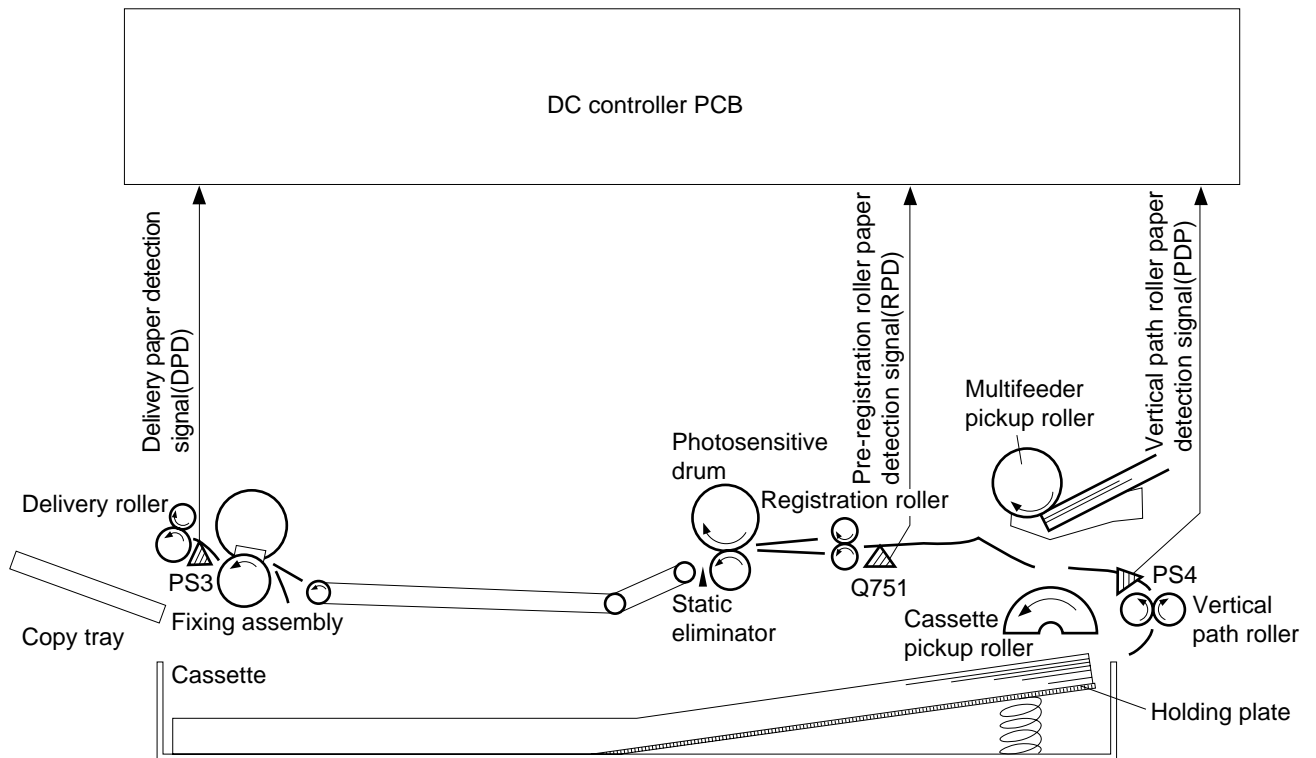 DC controller PCB
Delivery paper detection
signal(DPD)
Pre-registration roller paper
detection signal(RPD)
Vertical path roller paper
detection signal(PDP)
Multifeeder
pickup roller
Photosensitive
drum
Registration roller
Delivery roller
PS3
Fixing assembly
Copy tray
Static
eliminator
Q751
PS4
Cassette
pickup roller
Vertical
path roller
Cassette
Holding plate